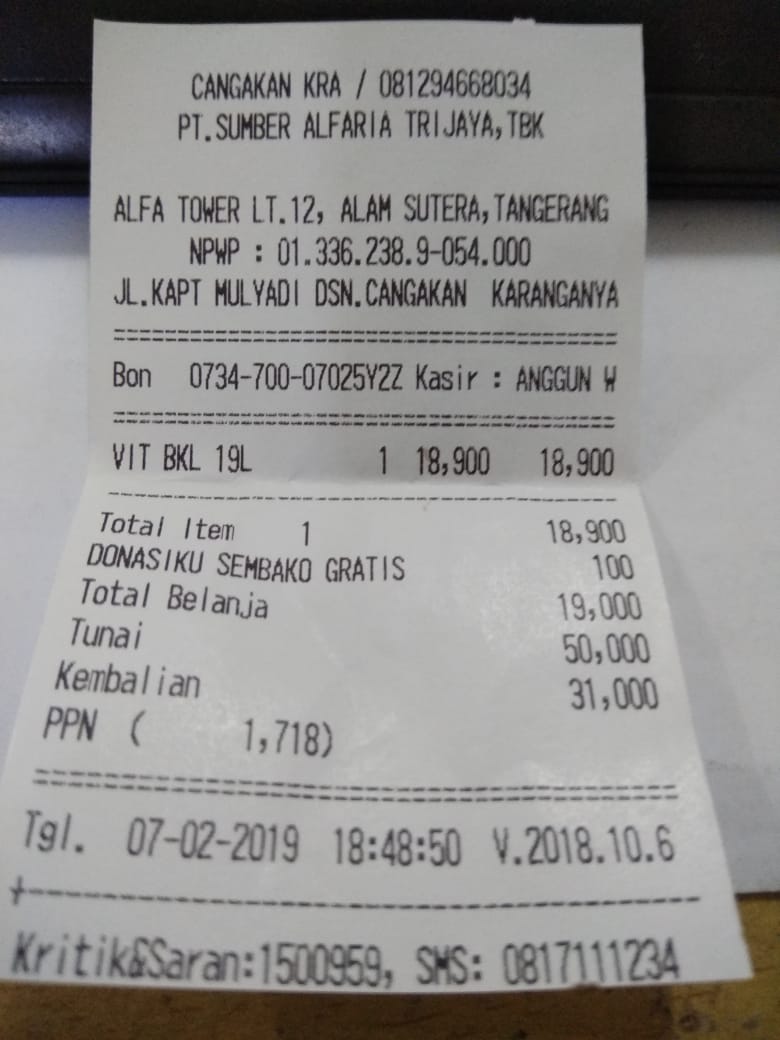 CANGAKAN KRA / 081294668034
PT.SUMBER ALFARIA TRIJAYA,TBK
ALFA TOWER LT.12, ALAM SUTERA,TANGERANG
NPWP : 01.336.238.9-054.000
JL.KAPT MULYADI DSN.CANGAKAN KARANGANYA
Bon 0734-700-07025Y2Z Kasir : ANGGUN W
VIT BKL 19L 1 18,900 18,900
Total Item 1 18,900
DONASIKU SEMBAKO GRATIS 100
Total Belanja 19,000
Tunai 50,000
Kembalian 31,000
PPN ( 1,718)
Tgl. 07-02-2019 18:48:50 V.2018.10.6
Kritik&Saran:1500959, SMS: 0817111234